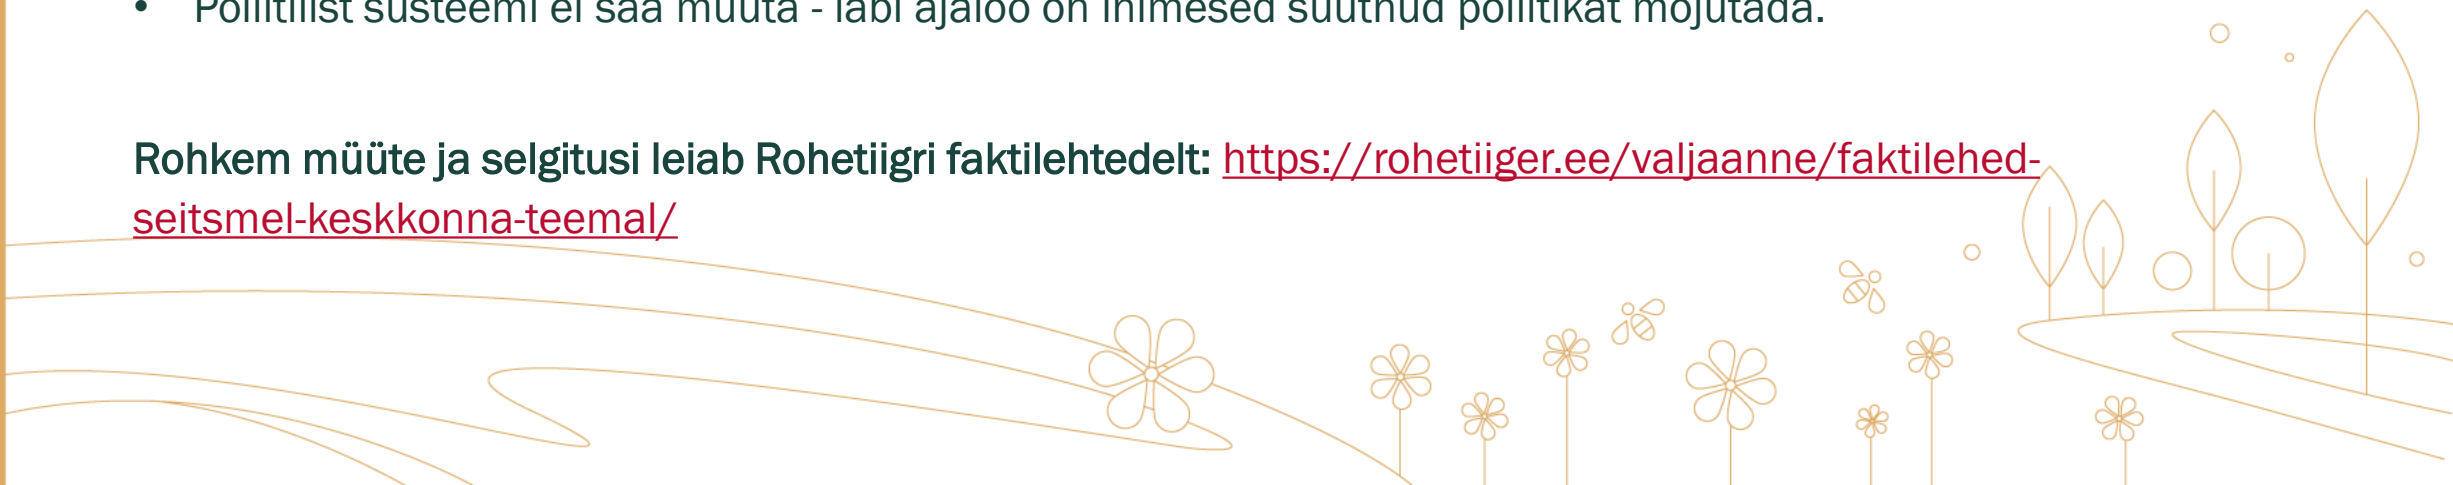 • Poliitilist süsteemi ei saa muuta - läbi ajaloo on inimesed suutnud poliitikat mõjutada.
Rohkem müüte ja selgitusi leiab Rohetiigri faktilehtedelt: https://rohetiiger.ee/valjaanne/faktilehed-
seitsmel-keskkonna-teemal/